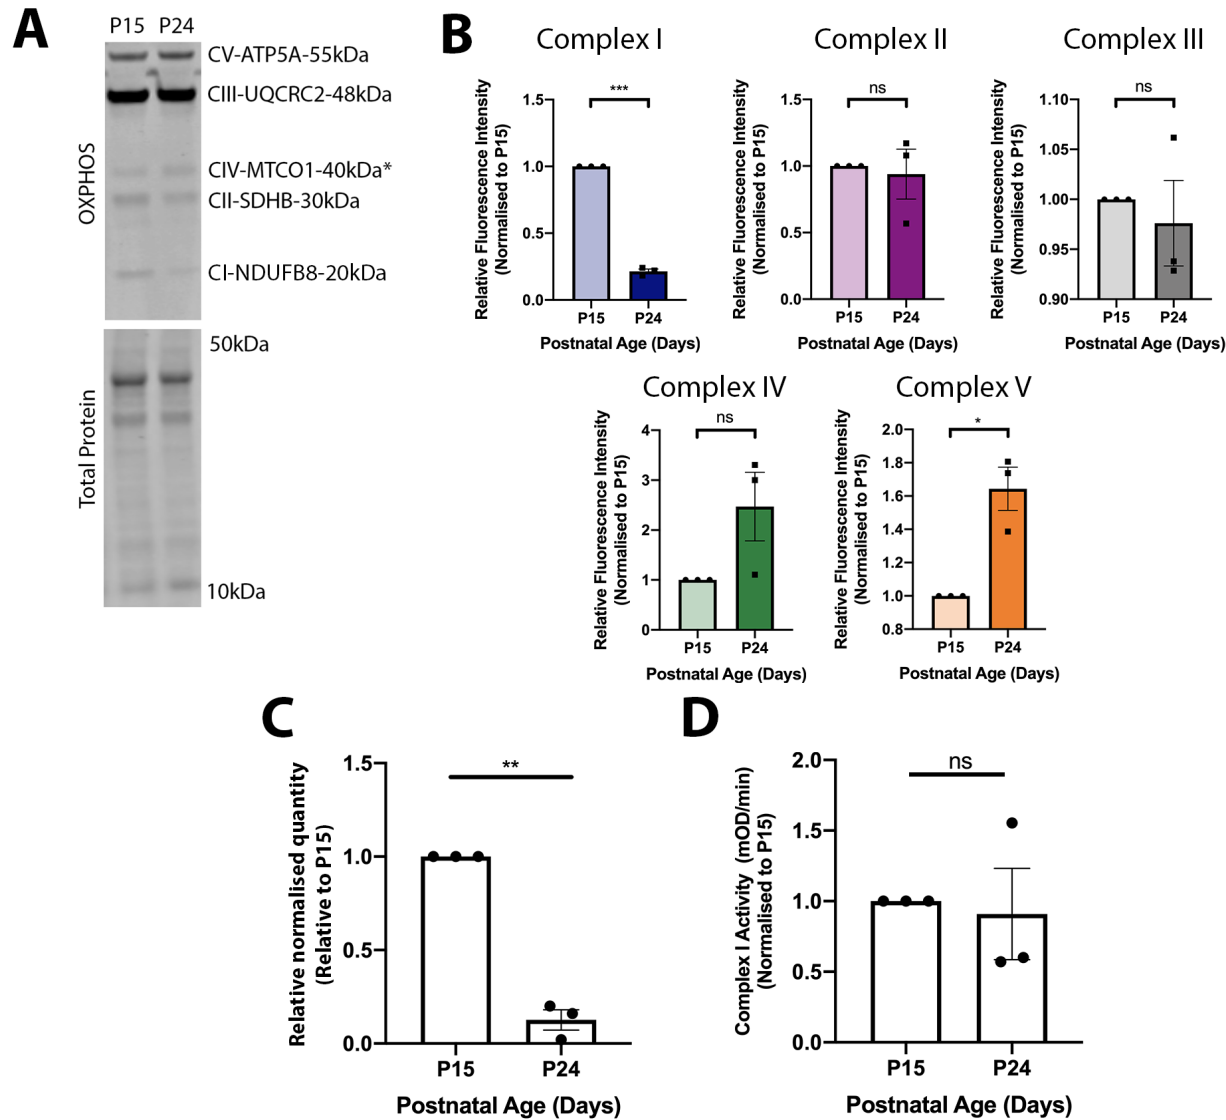 A
P15 P24
OXPHOS
CV-ATP5A-55kDa
CIII-UQCRC2-48kDa
CIV-MTCO1-40kDa*
CII-SDHB-30kDa
CI-NDUFB8-20kDa
Total Protein
50kDa
10kDa
B
Complex I
Relative Fluorescence Intensity
(Normalised to P15)
1.5
1.0
0.5
0.0
***
P15 P24
Postnatal Age (Days)
Complex II
Relative Fluorescence Intensity
(Normalised to P15)
1.5
1.0
0.5
0.0
ns
P15 P24
Postnatal Age (Days)
Complex III
Relative Fluorescence Intensity
(Normalised to P15)
1.10
1.05
1.00
0.95
0.90
ns
P15 P24
Postnatal Age (Days)
Complex IV
Relative Fluorescence Intensity
(Normalised to P15)
4
3
2
1
0
ns
P15 P24
Postnatal Age (Days)
Complex V
Relative Fluorescence Intensity
(Normalised to P15)
2.0
1.8
1.6
1.4
1.2
1.0
0.8
*
P15 P24
Postnatal Age (Days)
C
Relative normalised quantity
(Relative to P15)
1.5
1.0
0.5
0.0
**
P15 P24
Postnatal Age (Days)
D
Complex I Activity (mOD/min)
(Normalised to P15)
2.0
1.5
1.0
0.5
0.0
ns
P15 P24
Postnatal Age (Days)